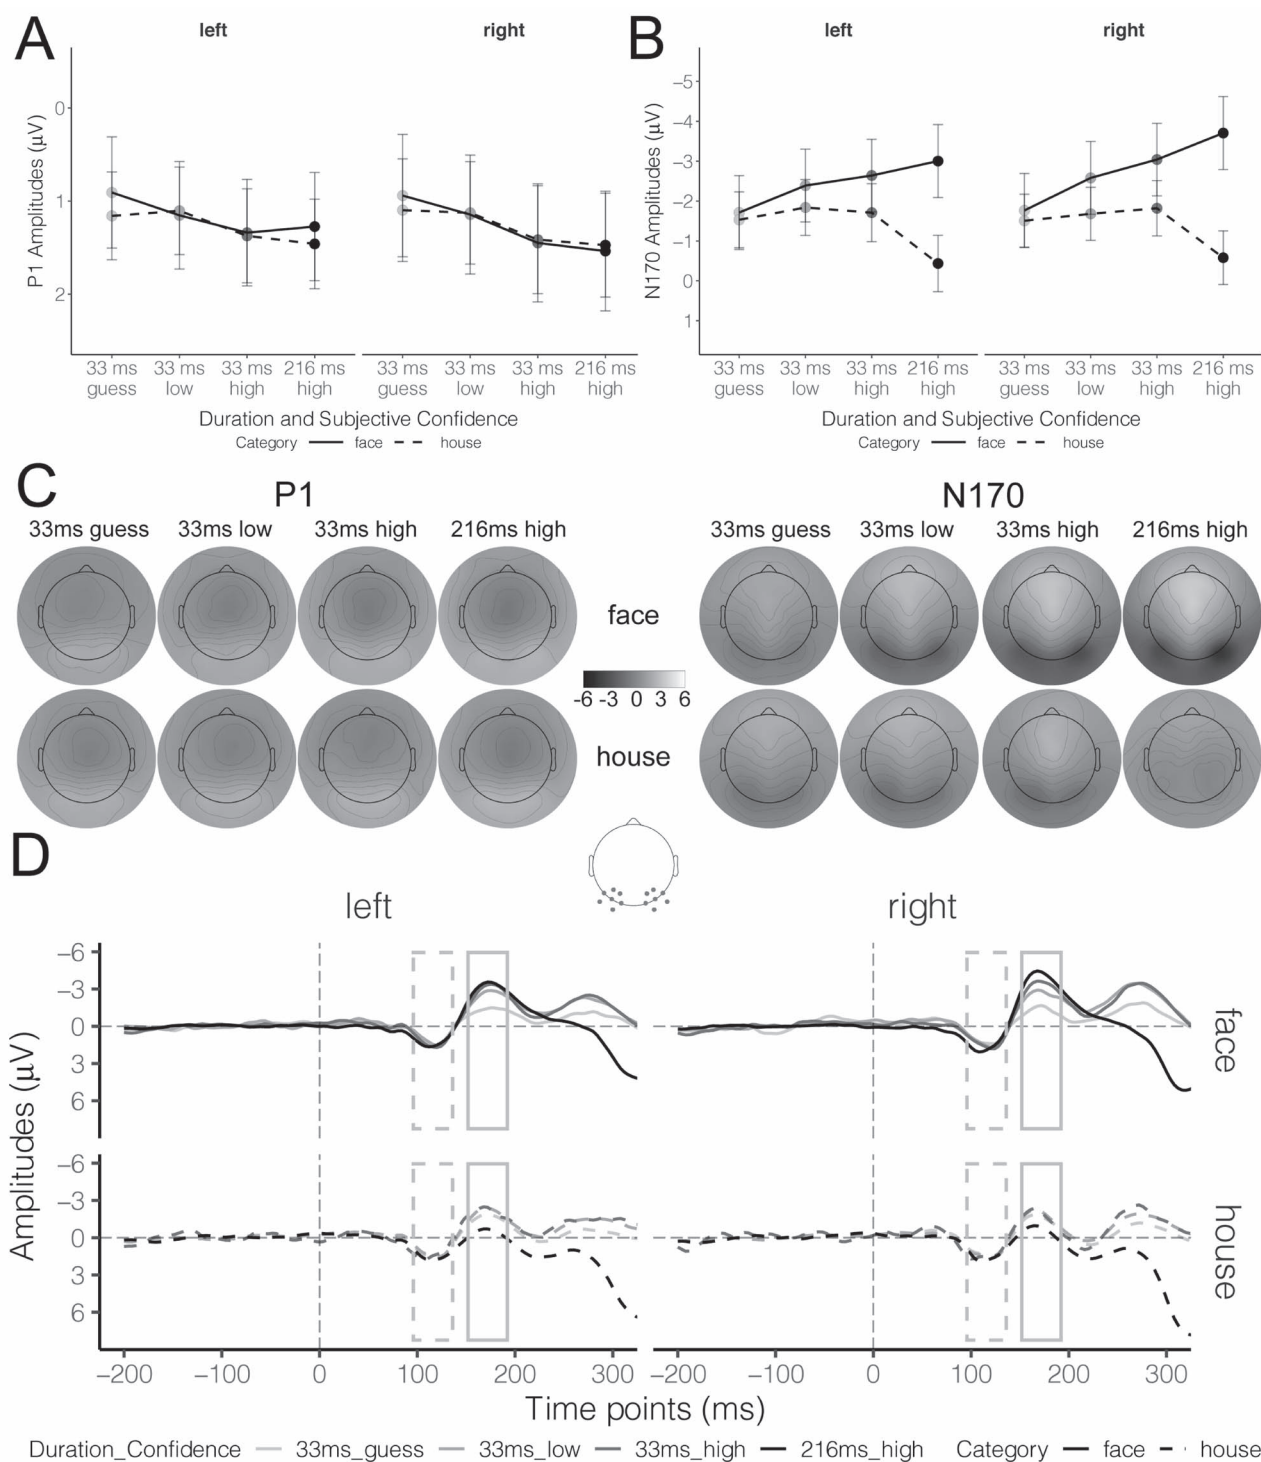 A
left
right
P1 Amplitudes (μV)
0
1
2
33 ms guess
33 ms low
33 ms high
216 ms high
33 ms guess
33 ms low
33 ms high
216 ms high
Duration and Subjective Confidence
Category face house
B
left
right
N170 Amplitudes (μV)
−5
−4
−3
−2
−1
0
1
33 ms guess
33 ms low
33 ms high
216 ms high
33 ms guess
33 ms low
33 ms high
216 ms high
Duration and Subjective Confidence
Category face house
C
P1
33ms guess 33ms low 33ms high 216ms high
N170
33ms guess 33ms low 33ms high 216ms high
face
-6 -3 0 3 6
house
D
left
right
Amplitudes (μV)
−6
−3
0
3
6
face
−6
−3
0
3
6
house
−200 −100 0 100 200 300
−200 −100 0 100 200 300
Time points (ms)
Duration_Confidence 33ms_guess 33ms_low 33ms_high 216ms_high Category face house